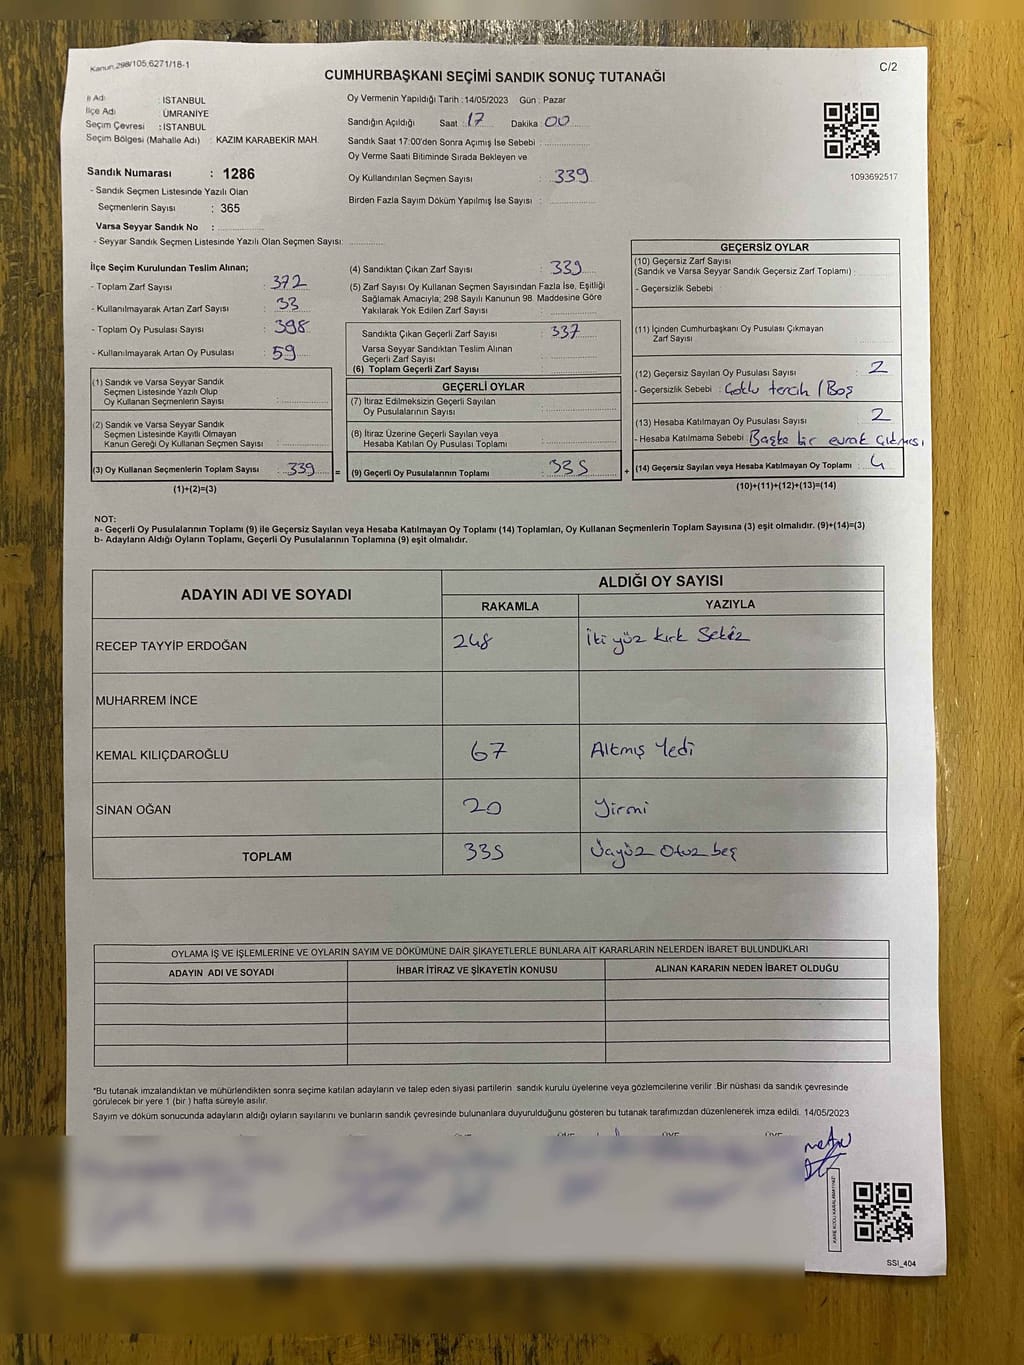 Kanun 298/105,6271/18-1
C/2
CUMHURBAŞKANI SEÇİMİ SANDIK SONUÇ TUTANAĞI
İl Adı : İSTANBUL
İlçe Adı : ÜMRANİYE
Seçim Çevresi : İSTANBUL
Seçim Bölgesi (Mahalle Adı) : KAZIM KARABEKİR MAH.
Sandık Numarası : 1286
- Sandık Seçmen Listesinde Yazılı Olan
Seçmenlerin Sayısı : 365
Varsa Seyyar Sandık No :
- Seyyar Sandık Seçmen Listesinde Yazılı Olan Seçmen Sayısı:
Oy Vermenin Yapıldığı Tarih :14/05/2023 Gün : Pazar
Sandığın Açıldığı Saat : 17 Dakika : 00
Sandık Saat 17:00'den Sonra Açımış İse Sebebi :
Oy Verme Saati Bitiminde Sırada Bekleyen ve
Oy Kullandırılan Seçmen Sayısı : 339
Birden Fazla Sayım Döküm Yapılmış İse Sayısı :
1093692517
İlçe Seçim Kurulundan Teslim Alınan;
- Toplam Zarf Sayısı : 372
- Kullanılmayarak Artan Zarf Sayısı : 33
- Toplam Oy Pusulası Sayısı : 398
- Kullanılmayarak Artan Oy Pusulası : 59
(1) Sandık ve Varsa Seyyar Sandık
Seçmen Listesinde Yazılı Olup
Oy Kullanan Seçmenlerin Sayısı :
(2) Sandık ve Varsa Seyyar Sandık
Seçmen Listesinde Kayıtlı Olmayan
Kanun Gereği Oy Kullanan Seçmen Sayısı :
(3) Oy Kullanan Seçmenlerin Toplam Sayısı : 339 =
(1)+(2)=(3)
(4) Sandıktan Çıkan Zarf Sayısı : 339
(5) Zarf Sayısı Oy Kullanan Seçmen Sayısından Fazla İse, Eşitliği
Sağlamak Amacıyla; 298 Sayılı Kanunun 98. Maddesine Göre
Yakılarak Yok Edilen Zarf Sayısı :
Sandıkta Çıkan Geçerli Zarf Sayısı : 337
Varsa Seyyar Sandıktan Teslim Alınan
Geçerli Zarf Sayısı
(6) Toplam Geçerli Zarf Sayısı :
GEÇERLİ OYLAR
(7) İtiraz Edilmeksizin Geçerli Sayılan
Oy Pusulalarının Sayısı :
(8) İtiraz Üzerine Geçerli Sayılan veya
Hesaba Katılan Oy Pusulası Toplamı :
(9) Geçerli Oy Pusulalarının Toplamı : 335 +
GEÇERSİZ OYLAR
(10) Geçersiz Zarf Sayısı
(Sandık ve Varsa Seyyar Sandık Geçersiz Zarf Toplamı) :
- Geçersizlik Sebebi :
(11) İçinden Cumhurbaşkanı Oy Pusulası Çıkmayan
Zarf Sayısı :
(12) Geçersiz Sayılan Oy Pusulası Sayısı : 2
- Geçersizlik Sebebi : Çoklu tercih / Boş
(13) Hesaba Katılmayan Oy Pusulası Sayısı : 2
- Hesaba Katılmama Sebebi : Başka bir evrak çıkması
(14) Geçersiz Sayılan veya Hesaba Katılmayan Oy Toplamı : 4
(10)+(11)+(12)+(13)=(14)
NOT:
a- Geçerli Oy Pusulalarının Toplamı (9) ile Geçersiz Sayılan veya Hesaba Katılmayan Oy Toplamı (14) Toplamları, Oy Kullanan Seçmenlerin Toplam Sayısına (3) eşit olmalıdır. (9)+(14)=(3)
b- Adayların Aldığı Oyların Toplamı, Geçerli Oy Pusulalarının Toplamına (9) eşit olmalıdır.
ADAYIN ADI VE SOYADI
ALDIĞI OY SAYISI
RAKAMLA YAZIYLA
RECEP TAYYİP ERDOĞAN 248 İki yüz kırk sekiz
MUHARREM İNCE
KEMAL KILIÇDAROĞLU 67 Altmış Yedi
SİNAN OĞAN 20 Yirmi
TOPLAM 335 Üçyüz Otuz beş
OYLAMA İŞ VE İŞLEMLERİNE VE OYLARIN SAYIM VE DÖKÜMÜNE DAİR ŞİKAYETLERLE BUNLARA AİT KARARLARIN NELERDEN İBARET BULUNDUKLARI
ADAYIN ADI VE SOYADI İHBAR İTİRAZ VE ŞİKAYETİN KONUSU ALINAN KARARIN NEDEN İBARET OLDUĞU
*Bu tutanak imzalandıktan ve mühürlendikten sonra seçime katılan adayların ve talep eden siyasi partilerin sandık kurulu üyelerine veya gözlemcilerine verilir .Bir nüshası da sandık çevresinde
görülecek bir yere 1 (bir ) hafta süreyle asılır.
Sayım ve döküm sonucunda adayların aldığı oyların sayılarını ve bunların sandık çevresinde bulunanlara duyurulduğunu gösteren bu tutanak tarafımızdan düzenlenerek imza edildi. 14/05/2023
SSI_404